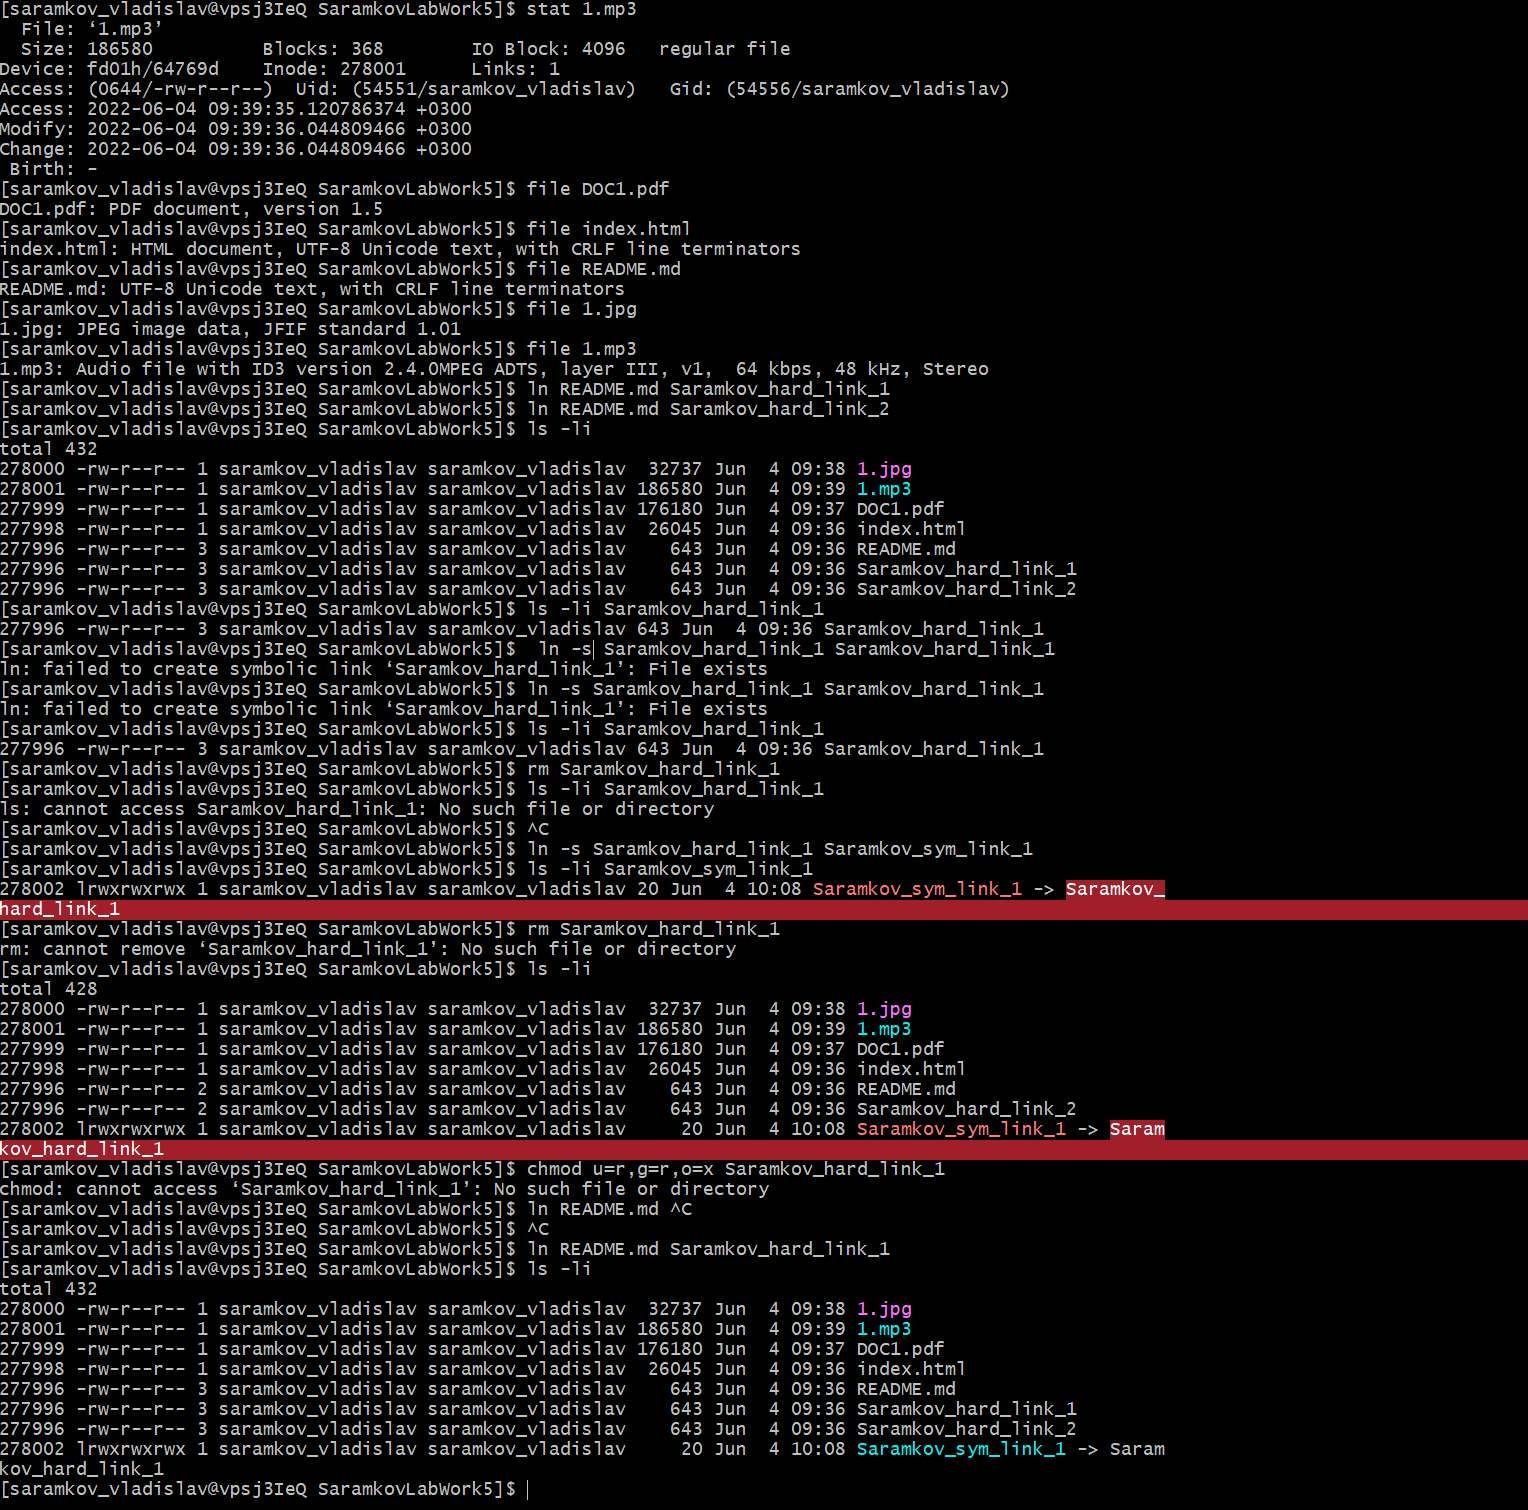 [saramkov_vladislav@vpsj3IeQ SaramkovLabWork5]$ stat 1.mp3
  File: ‘1.mp3’
  Size: 186580          Blocks: 368        IO Block: 4096   regular file
Device: fd01h/64769d    Inode: 278001      Links: 1
Access: (0644/-rw-r--r--)  Uid: (54551/saramkov_vladislav)   Gid: (54556/saramkov_vladislav)
Access: 2022-06-04 09:39:35.120786374 +0300
Modify: 2022-06-04 09:39:36.044809466 +0300
Change: 2022-06-04 09:39:36.044809466 +0300
 Birth: -
[saramkov_vladislav@vpsj3IeQ SaramkovLabWork5]$ file DOC1.pdf
DOC1.pdf: PDF document, version 1.5
[saramkov_vladislav@vpsj3IeQ SaramkovLabWork5]$ file index.html
index.html: HTML document, UTF-8 Unicode text, with CRLF line terminators
[saramkov_vladislav@vpsj3IeQ SaramkovLabWork5]$ file README.md
README.md: UTF-8 Unicode text, with CRLF line terminators
[saramkov_vladislav@vpsj3IeQ SaramkovLabWork5]$ file 1.jpg
1.jpg: JPEG image data, JFIF standard 1.01
[saramkov_vladislav@vpsj3IeQ SaramkovLabWork5]$ file 1.mp3
1.mp3: Audio file with ID3 version 2.4.0MPEG ADTS, layer III, v1,  64 kbps, 48 kHz, Stereo
[saramkov_vladislav@vpsj3IeQ SaramkovLabWork5]$ ln README.md Saramkov_hard_link_1
[saramkov_vladislav@vpsj3IeQ SaramkovLabWork5]$ ln README.md Saramkov_hard_link_2
[saramkov_vladislav@vpsj3IeQ SaramkovLabWork5]$ ls -li
total 432
278000 -rw-r--r-- 1 saramkov_vladislav saramkov_vladislav  32737 Jun  4 09:38 1.jpg
278001 -rw-r--r-- 1 saramkov_vladislav saramkov_vladislav 186580 Jun  4 09:39 1.mp3
277999 -rw-r--r-- 1 saramkov_vladislav saramkov_vladislav 176180 Jun  4 09:37 DOC1.pdf
277998 -rw-r--r-- 1 saramkov_vladislav saramkov_vladislav  26045 Jun  4 09:36 index.html
277996 -rw-r--r-- 3 saramkov_vladislav saramkov_vladislav    643 Jun  4 09:36 README.md
277996 -rw-r--r-- 3 saramkov_vladislav saramkov_vladislav    643 Jun  4 09:36 Saramkov_hard_link_1
277996 -rw-r--r-- 3 saramkov_vladislav saramkov_vladislav    643 Jun  4 09:36 Saramkov_hard_link_2
[saramkov_vladislav@vpsj3IeQ SaramkovLabWork5]$ ls -li Saramkov_hard_link_1
277996 -rw-r--r-- 3 saramkov_vladislav saramkov_vladislav 643 Jun  4 09:36 Saramkov_hard_link_1
[saramkov_vladislav@vpsj3IeQ SaramkovLabWork5]$  ln -s Saramkov_hard_link_1 Saramkov_hard_link_1
ln: failed to create symbolic link ‘Saramkov_hard_link_1’: File exists
[saramkov_vladislav@vpsj3IeQ SaramkovLabWork5]$ ln -s Saramkov_hard_link_1 Saramkov_hard_link_1
ln: failed to create symbolic link ‘Saramkov_hard_link_1’: File exists
[saramkov_vladislav@vpsj3IeQ SaramkovLabWork5]$ ls -li Saramkov_hard_link_1
277996 -rw-r--r-- 3 saramkov_vladislav saramkov_vladislav 643 Jun  4 09:36 Saramkov_hard_link_1
[saramkov_vladislav@vpsj3IeQ SaramkovLabWork5]$ rm Saramkov_hard_link_1
[saramkov_vladislav@vpsj3IeQ SaramkovLabWork5]$ ls -li Saramkov_hard_link_1
ls: cannot access Saramkov_hard_link_1: No such file or directory
[saramkov_vladislav@vpsj3IeQ SaramkovLabWork5]$ ^C
[saramkov_vladislav@vpsj3IeQ SaramkovLabWork5]$ ln -s Saramkov_hard_link_1 Saramkov_sym_link_1
[saramkov_vladislav@vpsj3IeQ SaramkovLabWork5]$ ls -li Saramkov_sym_link_1
278002 lrwxrwxrwx 1 saramkov_vladislav saramkov_vladislav 20 Jun  4 10:08 Saramkov_sym_link_1 -> Saramkov_
hard_link_1
[saramkov_vladislav@vpsj3IeQ SaramkovLabWork5]$ rm Saramkov_hard_link_1
rm: cannot remove ‘Saramkov_hard_link_1’: No such file or directory
[saramkov_vladislav@vpsj3IeQ SaramkovLabWork5]$ ls -li
total 428
278000 -rw-r--r-- 1 saramkov_vladislav saramkov_vladislav  32737 Jun  4 09:38 1.jpg
278001 -rw-r--r-- 1 saramkov_vladislav saramkov_vladislav 186580 Jun  4 09:39 1.mp3
277999 -rw-r--r-- 1 saramkov_vladislav saramkov_vladislav 176180 Jun  4 09:37 DOC1.pdf
277998 -rw-r--r-- 1 saramkov_vladislav saramkov_vladislav  26045 Jun  4 09:36 index.html
277996 -rw-r--r-- 2 saramkov_vladislav saramkov_vladislav    643 Jun  4 09:36 README.md
277996 -rw-r--r-- 2 saramkov_vladislav saramkov_vladislav    643 Jun  4 09:36 Saramkov_hard_link_2
278002 lrwxrwxrwx 1 saramkov_vladislav saramkov_vladislav     20 Jun  4 10:08 Saramkov_sym_link_1 -> Saram
kov_hard_link_1
[saramkov_vladislav@vpsj3IeQ SaramkovLabWork5]$ chmod u=r,g=r,o=x Saramkov_hard_link_1
chmod: cannot access ‘Saramkov_hard_link_1’: No such file or directory
[saramkov_vladislav@vpsj3IeQ SaramkovLabWork5]$ ln README.md ^C
[saramkov_vladislav@vpsj3IeQ SaramkovLabWork5]$ ^C
[saramkov_vladislav@vpsj3IeQ SaramkovLabWork5]$ ln README.md Saramkov_hard_link_1
[saramkov_vladislav@vpsj3IeQ SaramkovLabWork5]$ ls -li
total 432
278000 -rw-r--r-- 1 saramkov_vladislav saramkov_vladislav  32737 Jun  4 09:38 1.jpg
278001 -rw-r--r-- 1 saramkov_vladislav saramkov_vladislav 186580 Jun  4 09:39 1.mp3
277999 -rw-r--r-- 1 saramkov_vladislav saramkov_vladislav 176180 Jun  4 09:37 DOC1.pdf
277998 -rw-r--r-- 1 saramkov_vladislav saramkov_vladislav  26045 Jun  4 09:36 index.html
277996 -rw-r--r-- 3 saramkov_vladislav saramkov_vladislav    643 Jun  4 09:36 README.md
277996 -rw-r--r-- 3 saramkov_vladislav saramkov_vladislav    643 Jun  4 09:36 Saramkov_hard_link_1
277996 -rw-r--r-- 3 saramkov_vladislav saramkov_vladislav    643 Jun  4 09:36 Saramkov_hard_link_2
278002 lrwxrwxrwx 1 saramkov_vladislav saramkov_vladislav     20 Jun  4 10:08 Saramkov_sym_link_1 -> Saram
kov_hard_link_1
[saramkov_vladislav@vpsj3IeQ SaramkovLabWork5]$